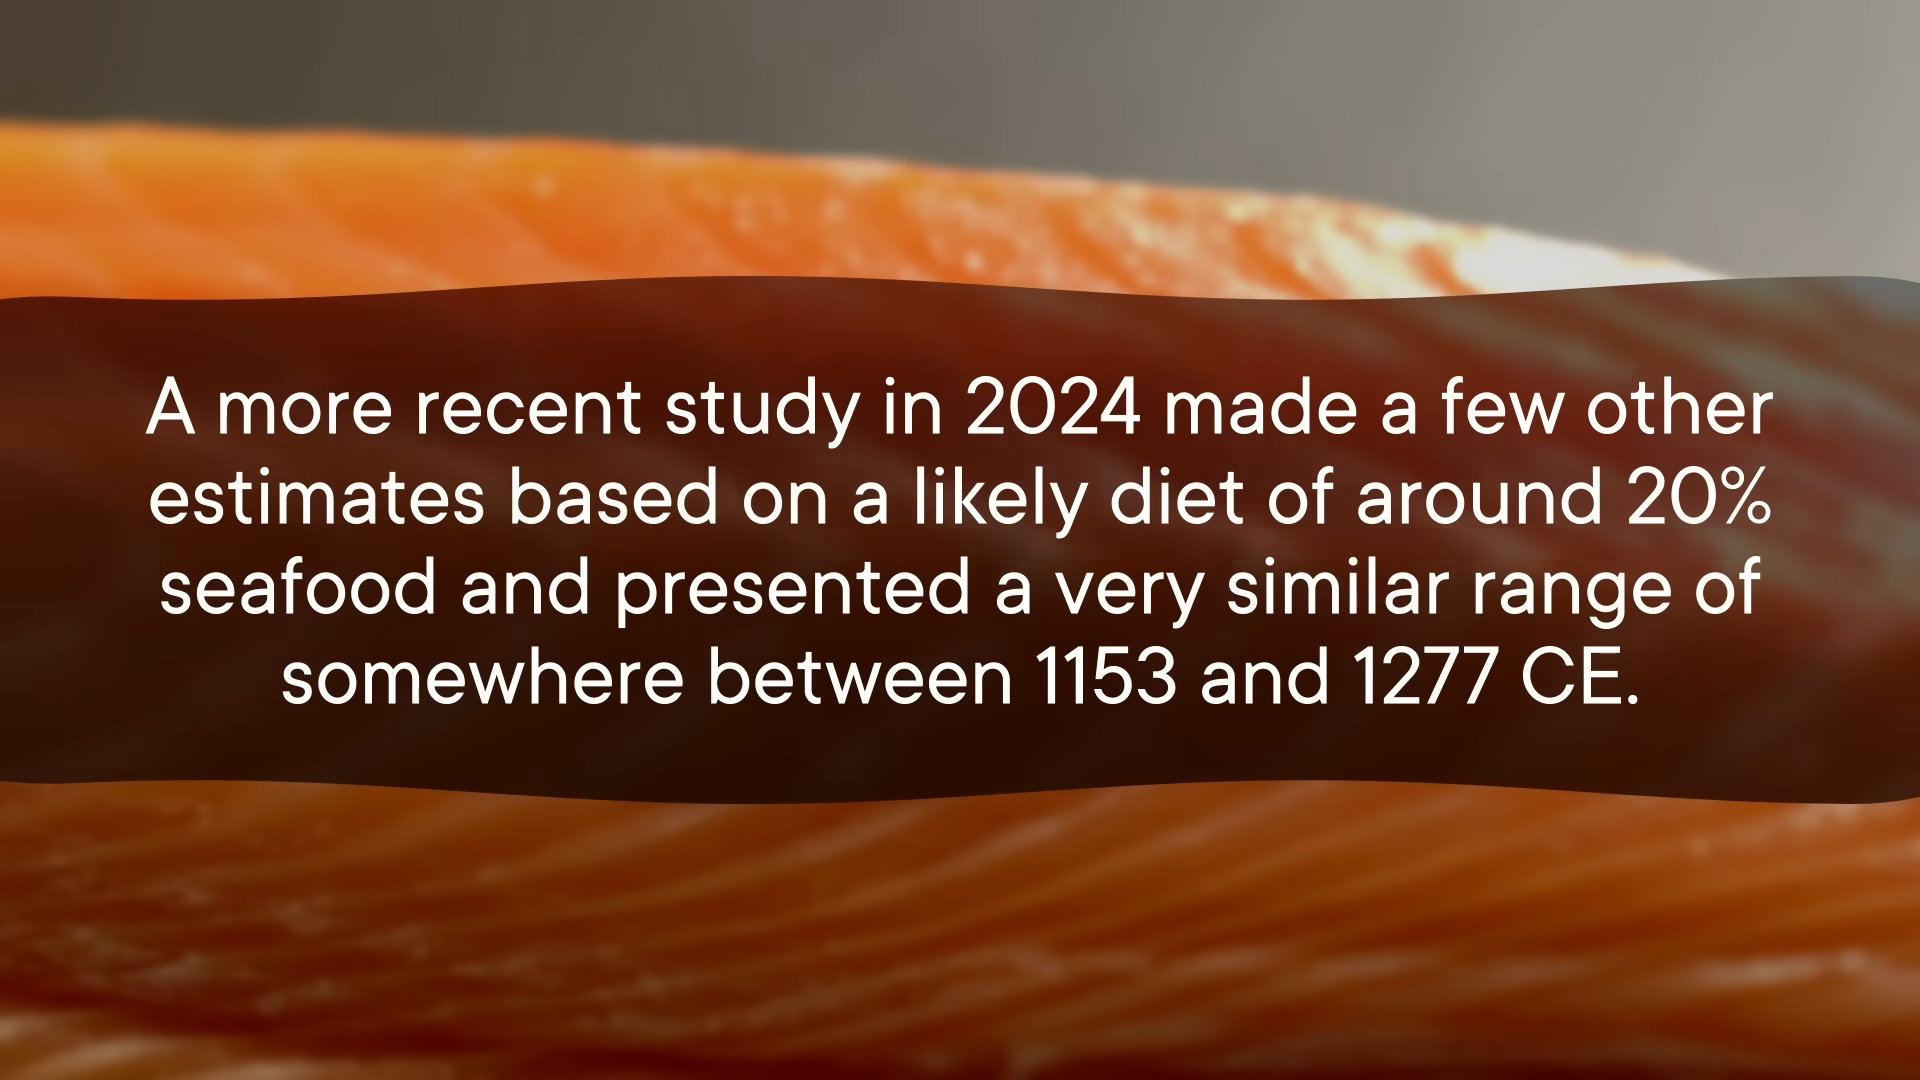 A more recent study in 2024 made a few other
estimates based on a likely diet of around 20%
seafood and presented a very similar range of
somewhere between 1153 and 1277 CE.